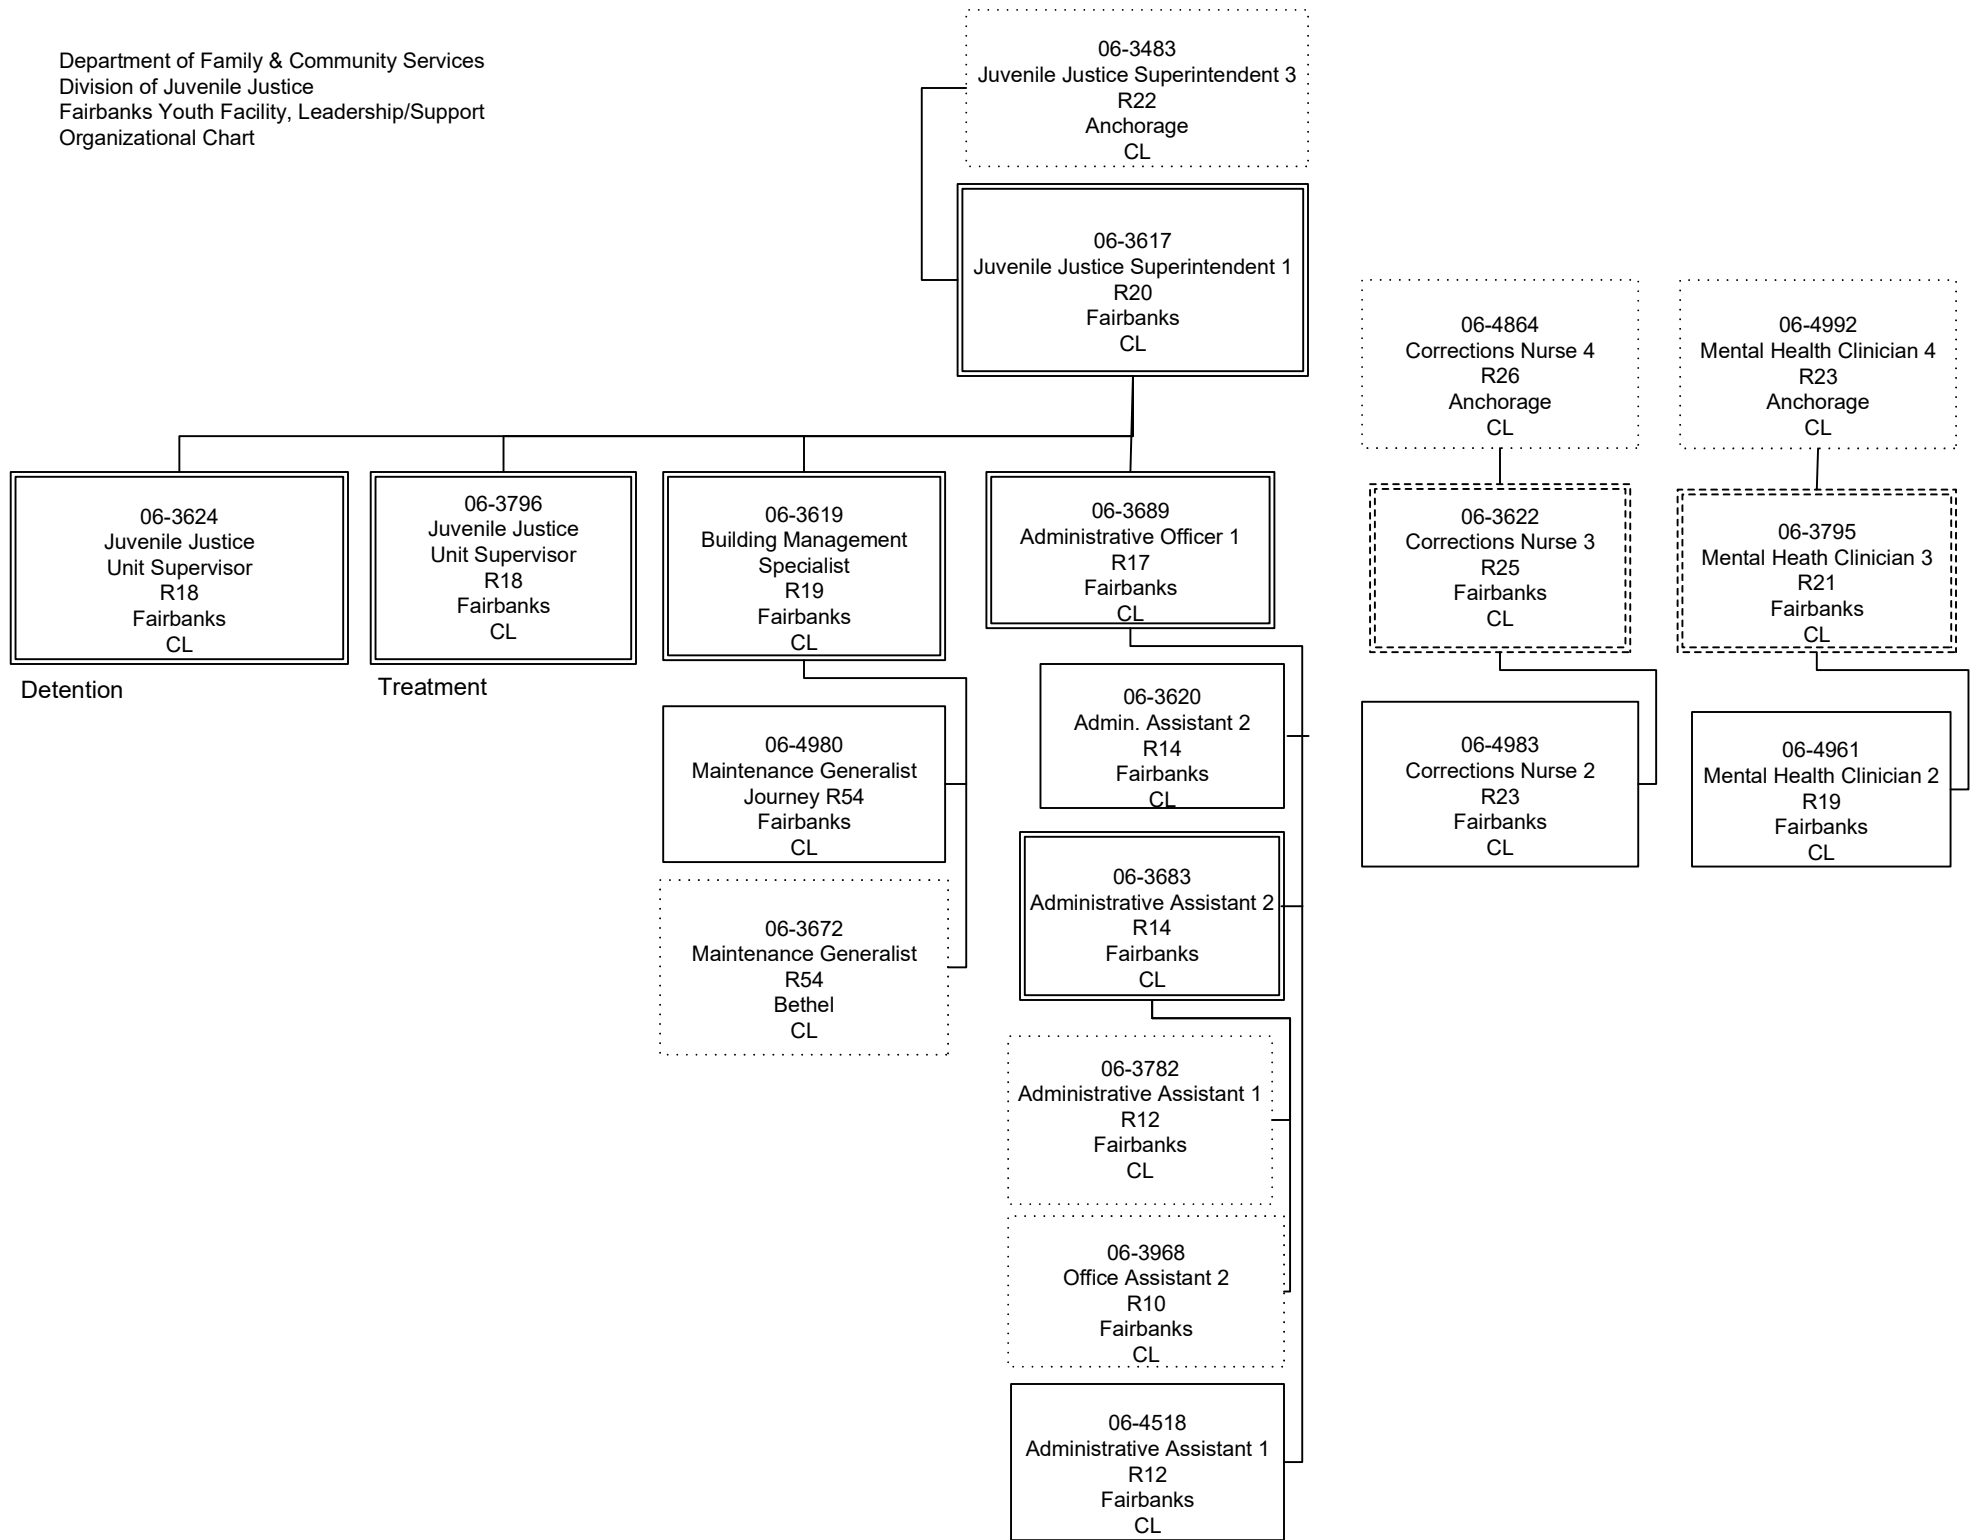 Department of Family & Community Services
Division of Juvenile Justice
Fairbanks Youth Facility, Leadership/Support
Organizational Chart
06-3483
Juvenile Justice Superintendent 3
R22
Anchorage
CL
06-3617
Juvenile Justice Superintendent 1
R20
Fairbanks
CL
06-3624
Juvenile Justice
Unit Supervisor
R18
Fairbanks
CL
Detention
06-3796
Juvenile Justice
Unit Supervisor
R18
Fairbanks
CL
Treatment
06-3619
Building Management
Specialist
R19
Fairbanks
CL
06-4980
Maintenance Generalist
Journey R54
Fairbanks
CL
06-3672
Maintenance Generalist
R54
Bethel
CL
06-3689
Administrative Officer 1
R17
Fairbanks
CL
06-3620
Admin. Assistant 2
R14
Fairbanks
CL
06-3683
Administrative Assistant 2
R14
Fairbanks
CL
06-3782
Administrative Assistant 1
R12
Fairbanks
CL
06-3968
Office Assistant 2
R10
Fairbanks
CL
06-4518
Administrative Assistant 1
R12
Fairbanks
CL
06-4864
Corrections Nurse 4
R26
Anchorage
CL
06-3622
Corrections Nurse 3
R25
Fairbanks
CL
06-4983
Corrections Nurse 2
R23
Fairbanks
CL
06-4992
Mental Health Clinician 4
R23
Anchorage
CL
06-3795
Mental Heath Clinician 3
R21
Fairbanks
CL
06-4961
Mental Health Clinician 2
R19
Fairbanks
CL